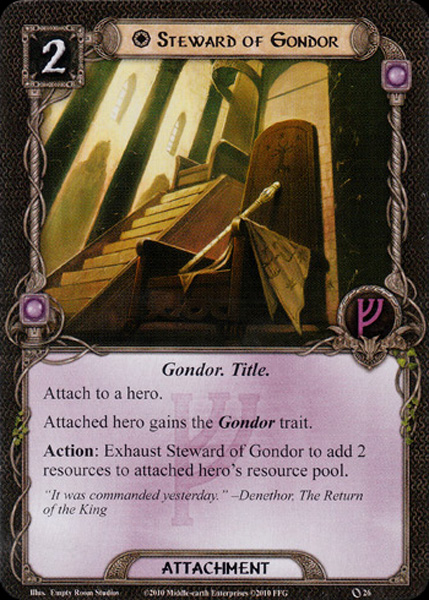 2
STEWARD OF GONDOR
Gondor. Title.
Attach to a hero.
Attached hero gains the Gondor trait.
Action: Exhaust Steward of Gondor to add 2
resources to attached hero's resource pool.
“It was commanded yesterday.” –Denethor, The Return
of the King
ATTACHMENT
Illus. Empty Room Studios ©2010 Middle-earth Enterprises ©2010 FFG 26